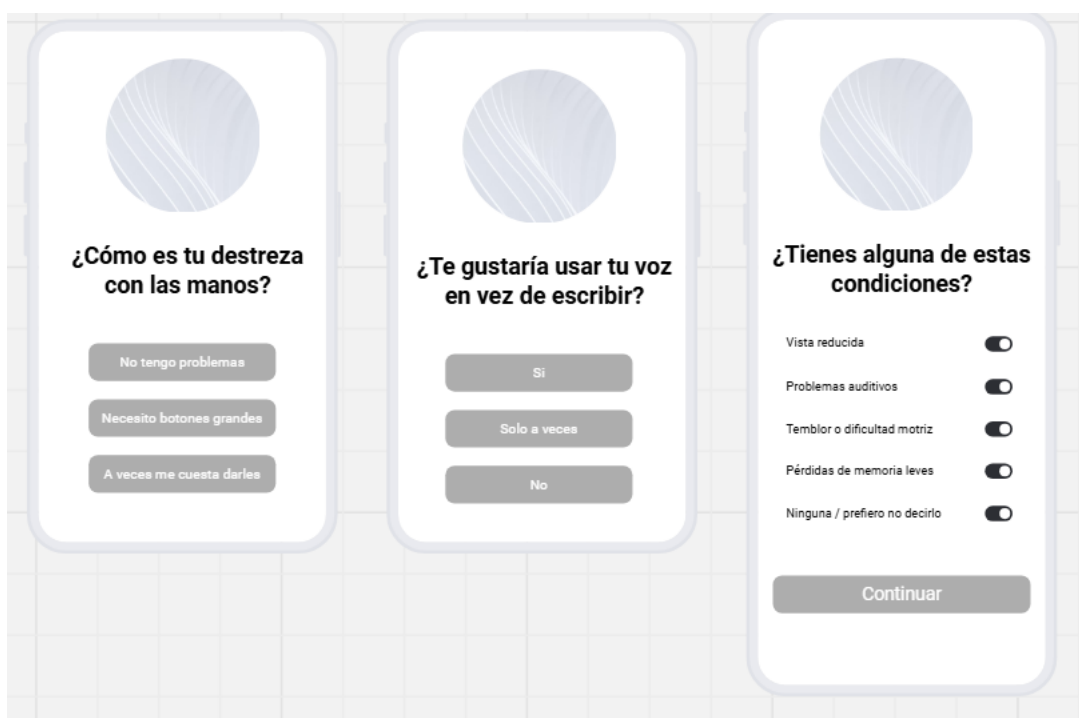 ¿Cómo es tu destreza
con las manos?
No tengo problemas
Necesito botones grandes
A veces me cuesta darles
¿Te gustaría usar tu voz
en vez de escribir?
Si
Solo a veces
No
¿Tienes alguna de estas
condiciones?
Vista reducida
Problemas auditivos
Temblor o dificultad motriz
Pérdidas de memoria leves
Ninguna / prefiero no decirlo
Continuar